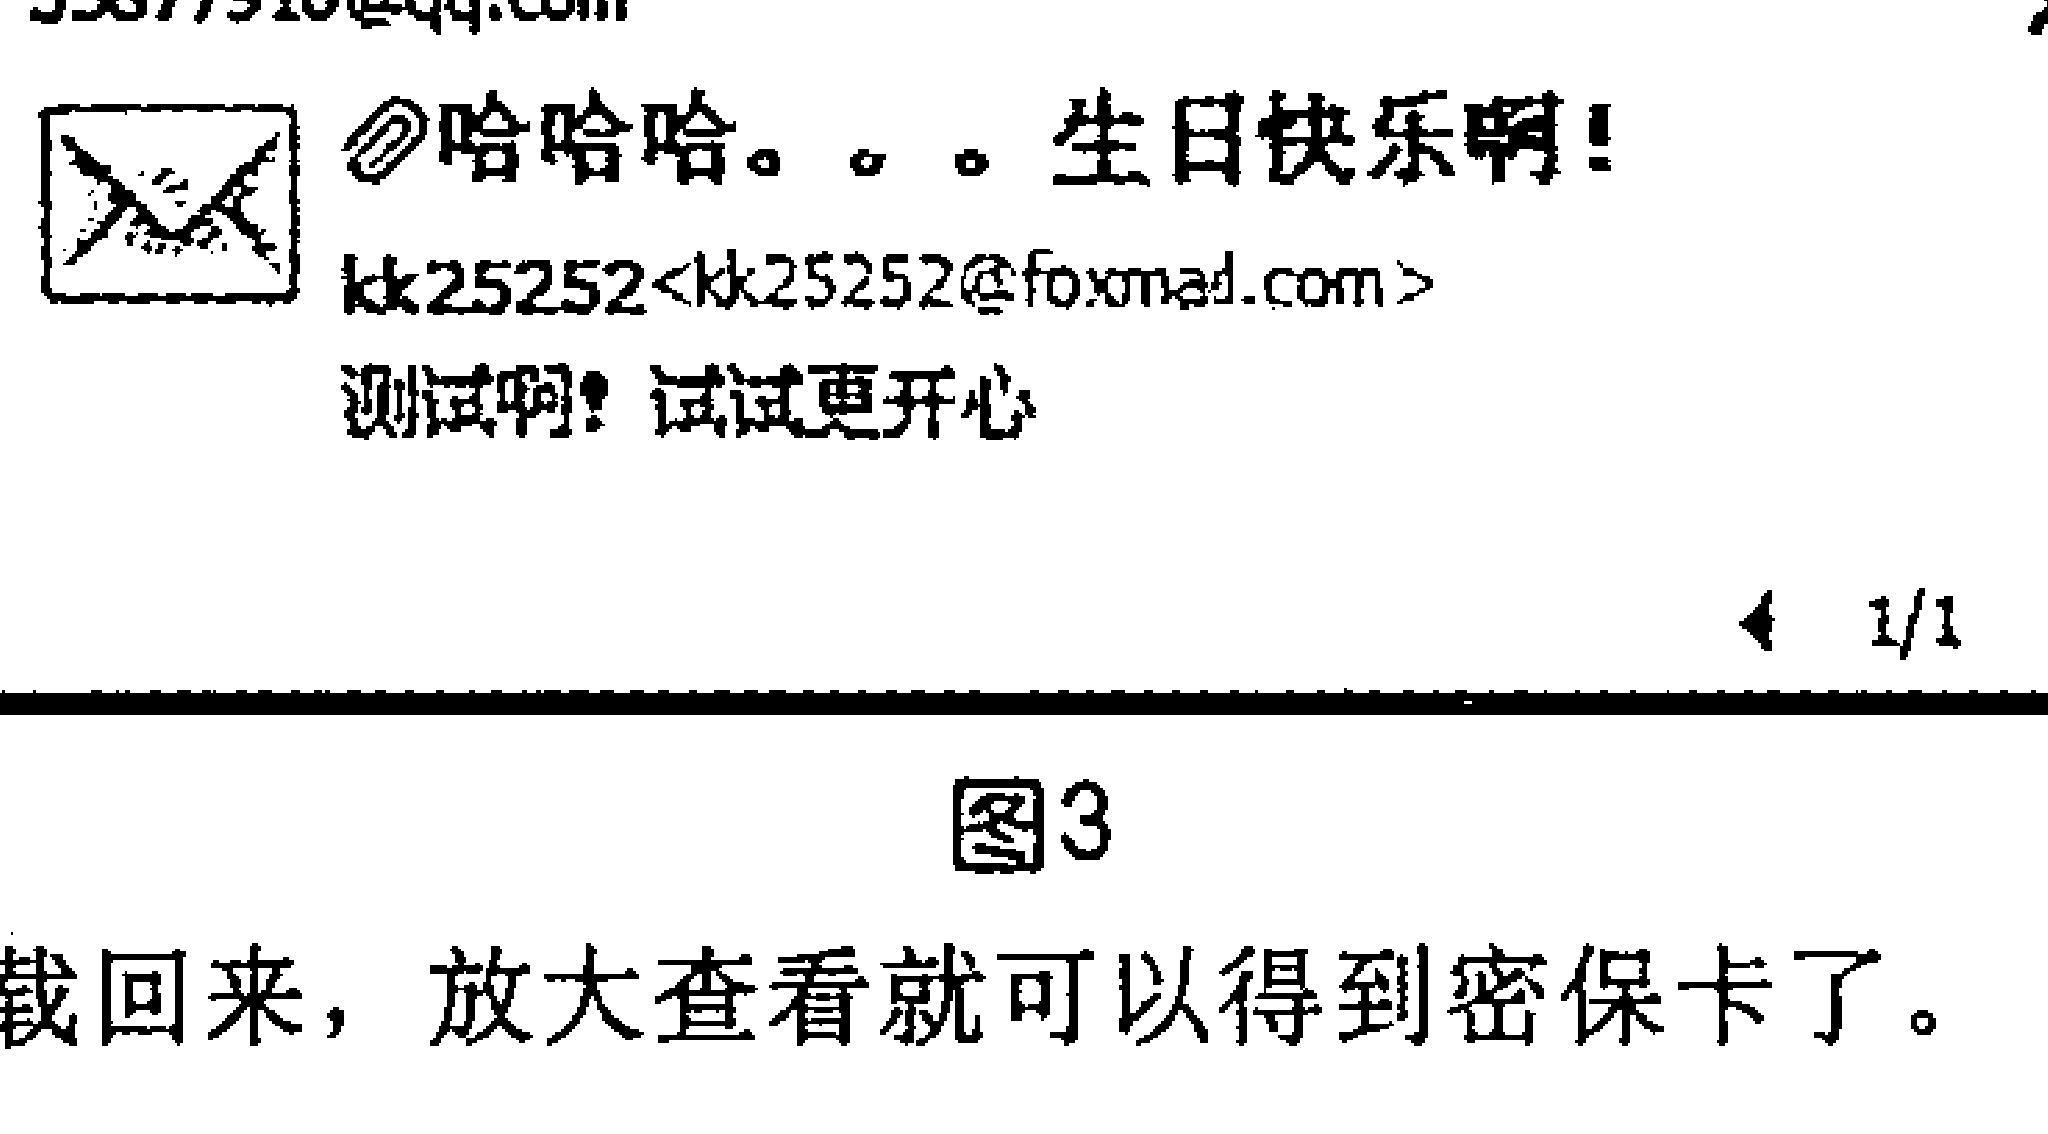 哈哈哈。。。生日快乐啊!
kk25252<kk25252@foxmail.com>
测试啊! 试试更开心
1/1
图3
载回来，放大查看就可以得到密保卡了。